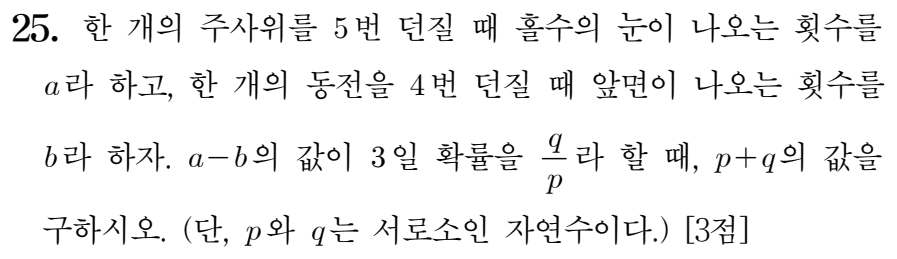 25. 한 개의 주사위를 5번 던질 때 홀수의 눈이 나오는 횟수를
a라 하고, 한 개의 동전을 4번 던질 때 앞면이 나오는 횟수를
b라 하자. a-b의 값이 3일 확률을 q/p라 할 때, p+q의 값을
구하시오. (단, p와 q는 서로소인 자연수이다.) [3점]